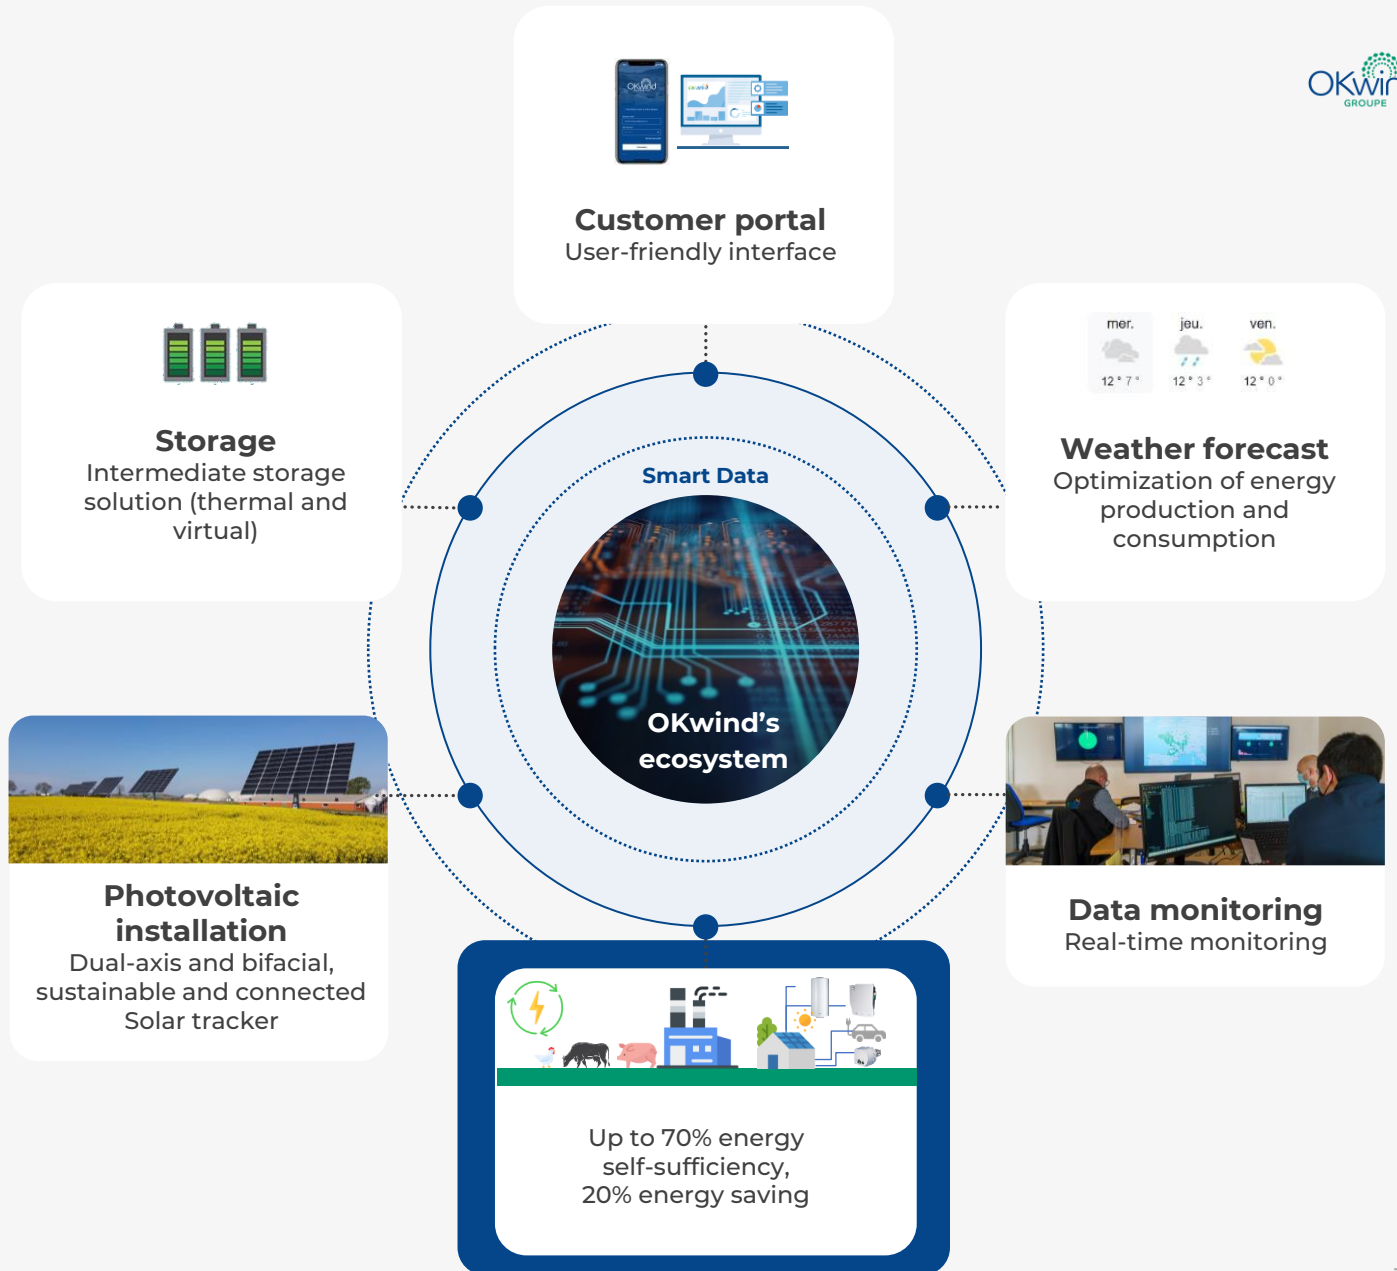 OKwind
Customer portal
User-friendly interface
GROUPE
mer.
jeu.
ven.
12° 7°
12° 3°
12° 0°
Storage
Intermediate storage
solution (thermal and
virtual)
Weather forecast
Optimization of energy
production and
consumption
Smart Data
OKwind's
ecosystem
Photovoltaic
installation
Dual-axis and bifacial,
sustainable and connected
Solar tracker
Data monitoring
Real-time monitoring
Up to 70% energy
self-sufficiency,
20% energy saving